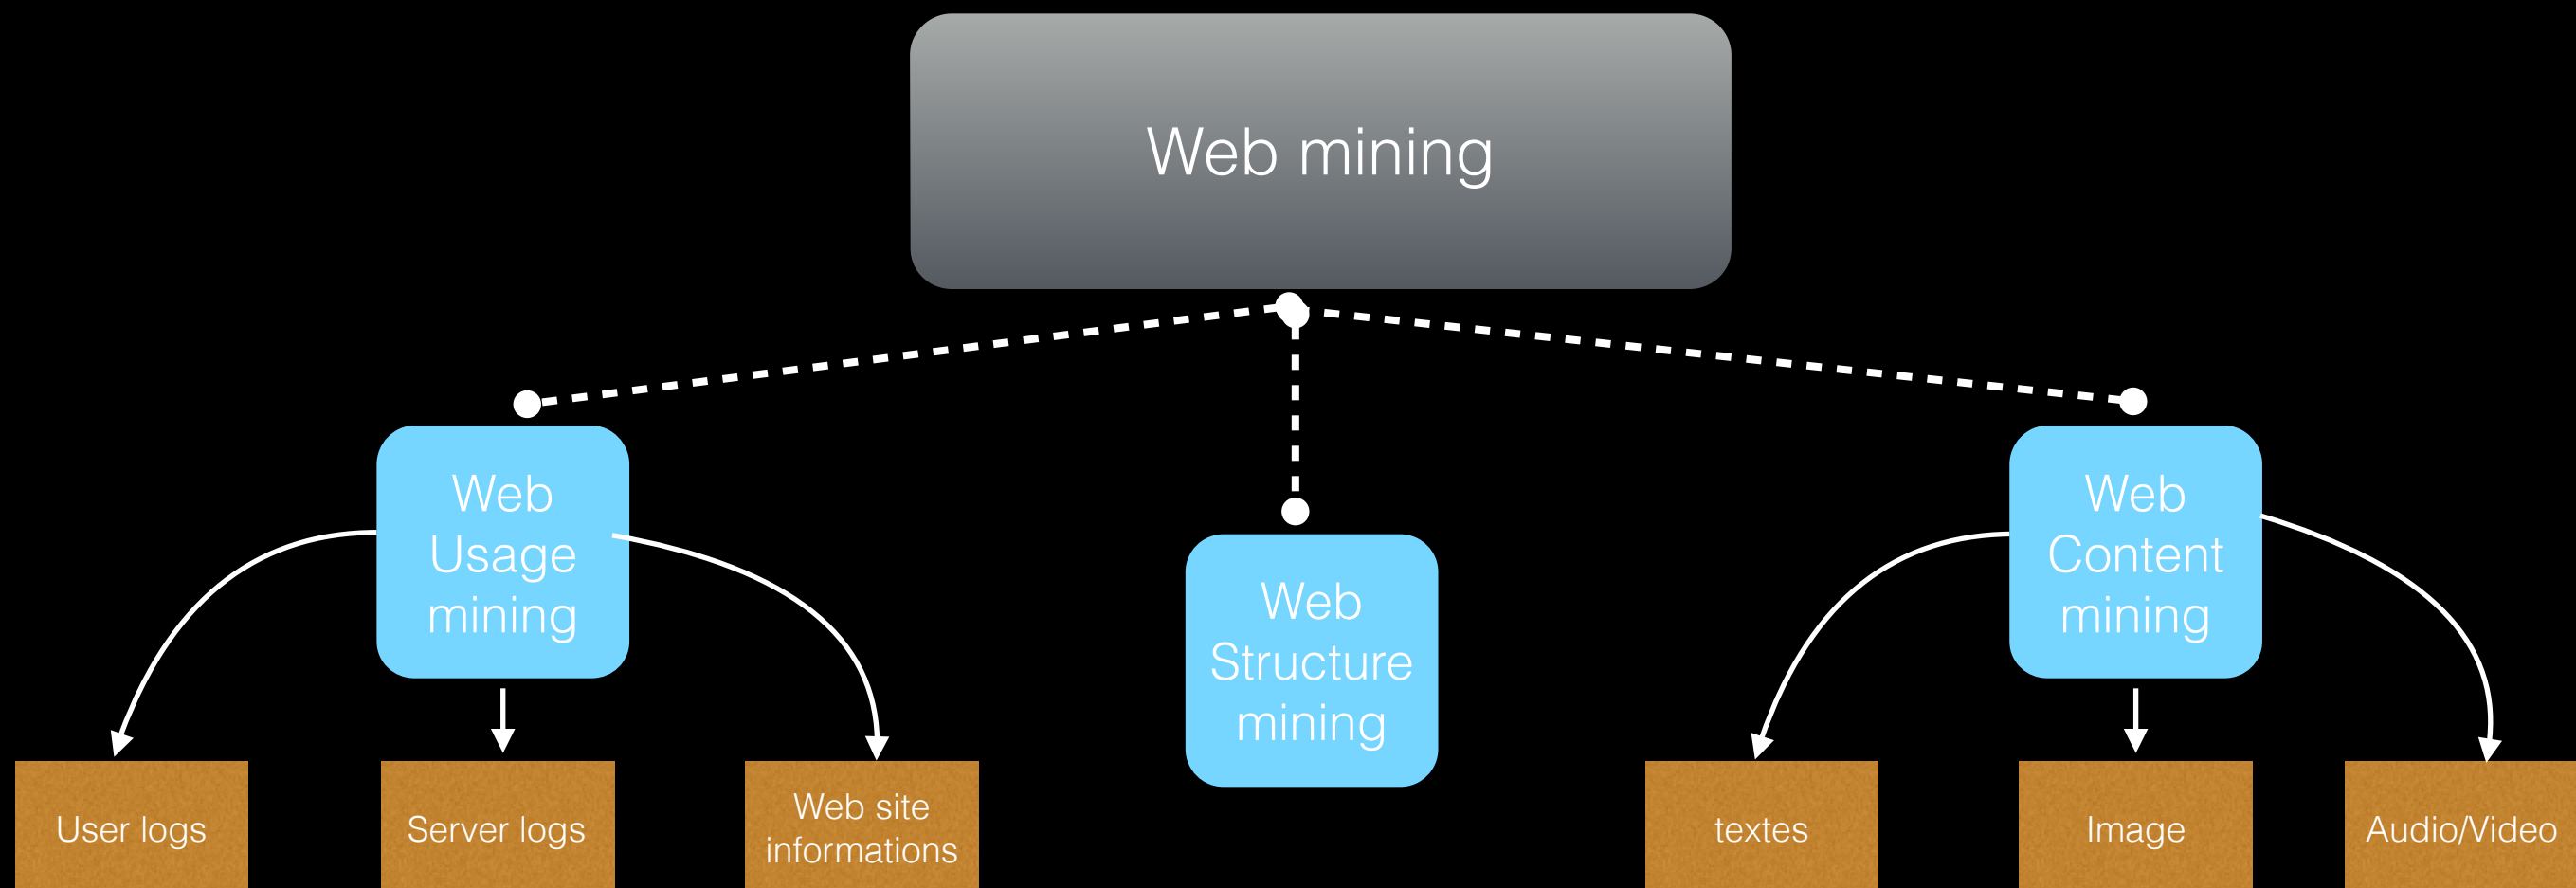 Web mining
Web
Usage
mining
Web
Structure
mining
Web
Content
mining
User logs
Server logs
Web site
informations
textes
Image
Audio/Video